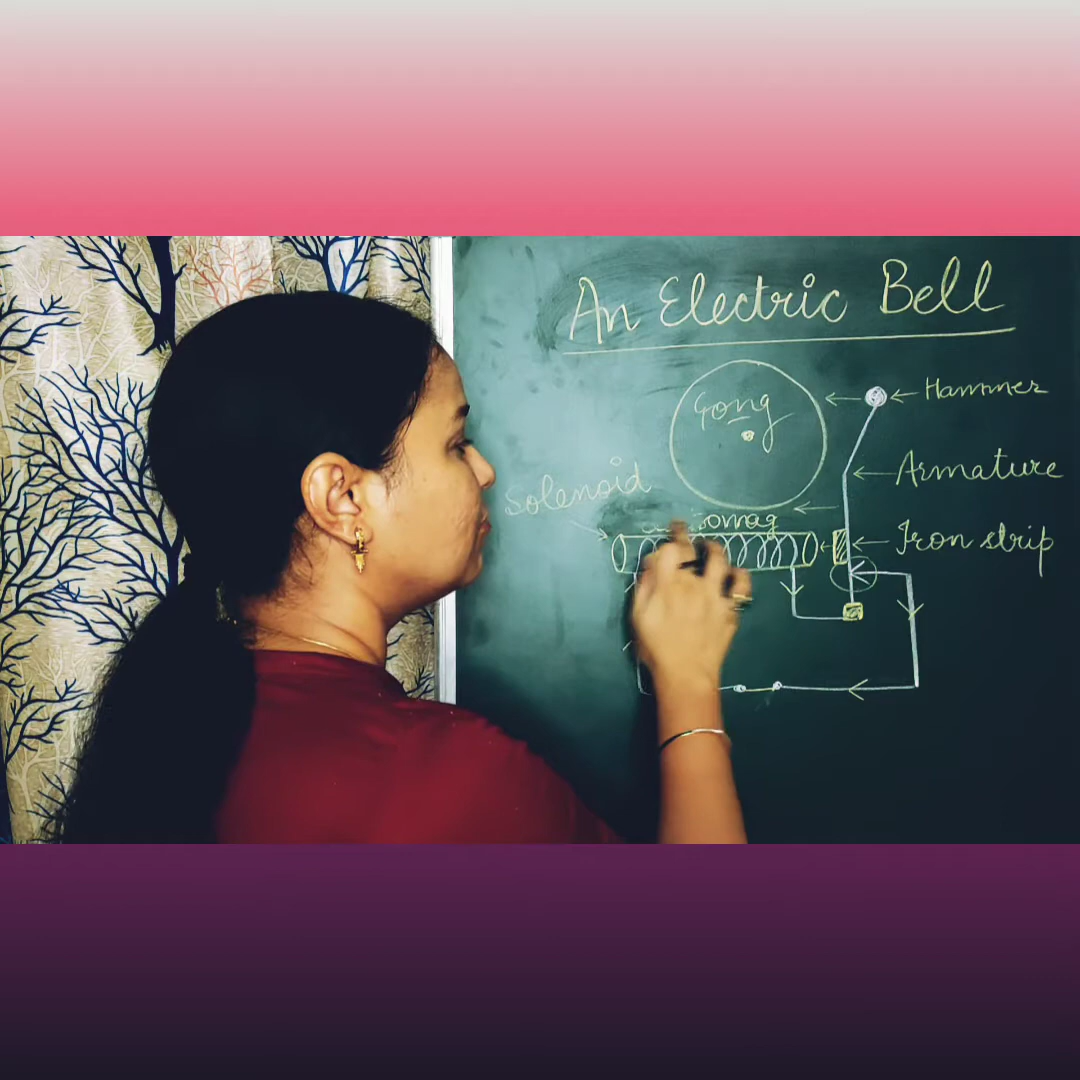 An Electric Bell
Gong
Hammer
Armature
Solenoid
Iron strip